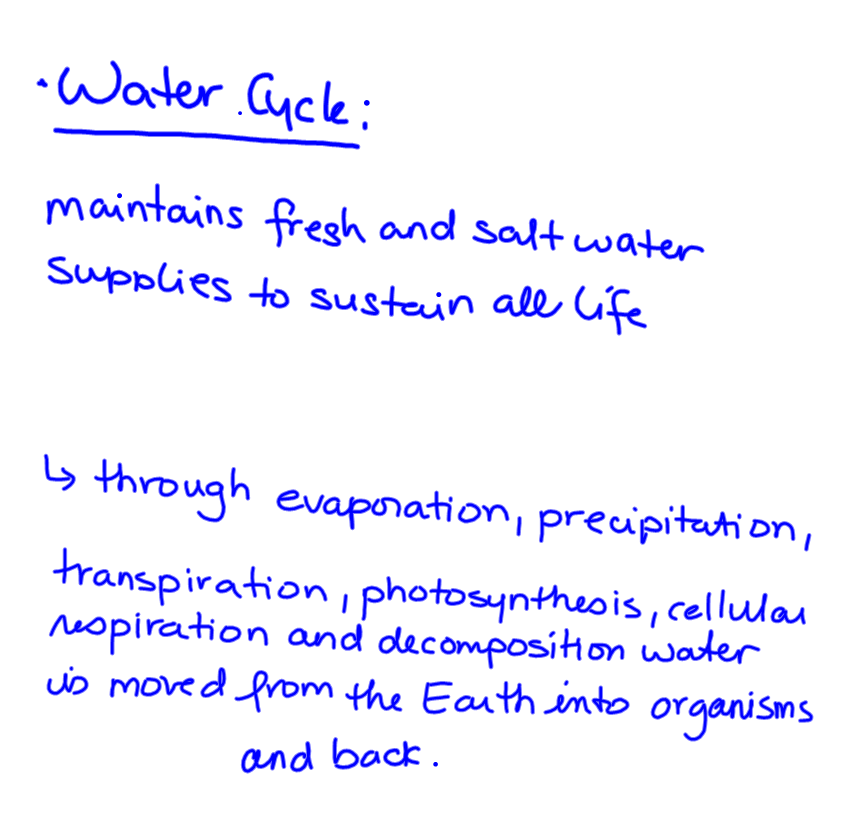 · Water Cycle:
maintains fresh and salt water
supplies to sustain all life
↳ through evaporation, precipitation,
transpiration, photosynthesis, cellular
respiration and decomposition water
is moved from the Earth into organisms
and back.